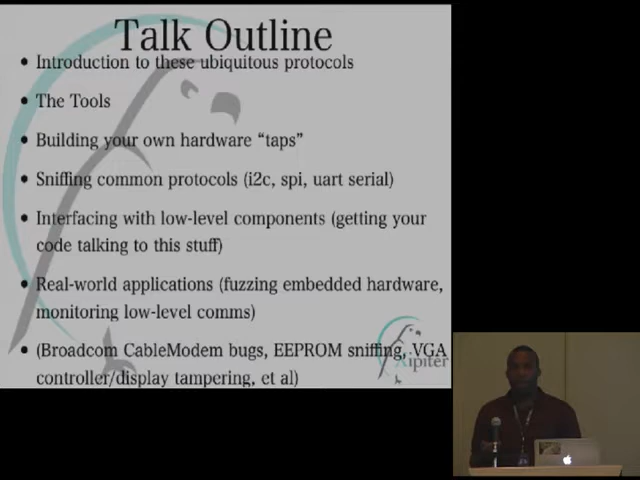 Talk Outline
• Introduction to these ubiquitous protocols
• The Tools
• Building your own hardware “taps”
• Sniffing common protocols (i2c, spi, uart serial)
• Interfacing with low-level components (getting your
code talking to this stuff)
• Real-world applications (fuzzing embedded hardware,
monitoring low-level comms)
• (Broadcom CableModem bugs, EEPROM sniffing, VGA
controller/display tampering, et al)
Xipiter